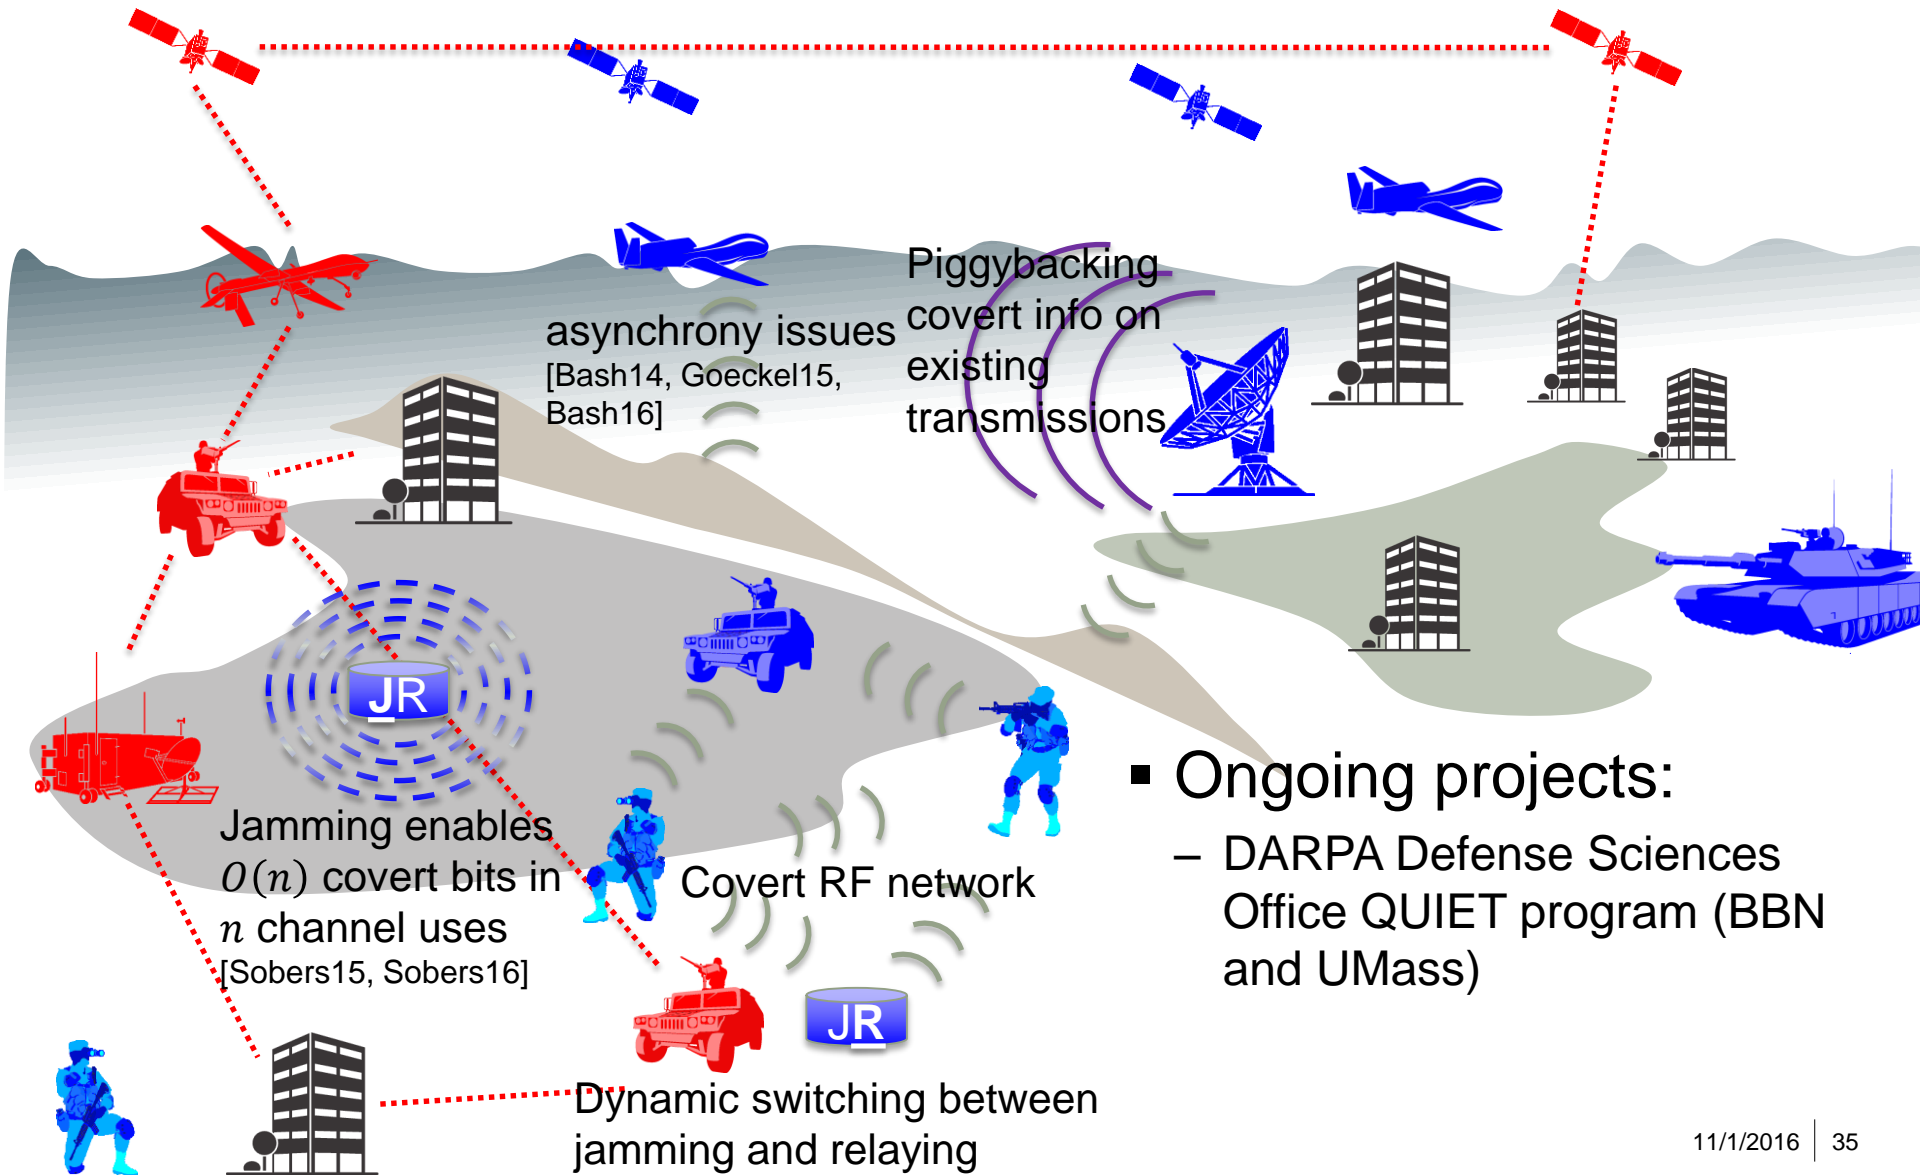 Piggybacking
covert info on
existing
transmissions
asynchrony issues
[Bash14, Goeckel15,
Bash16]
JR
Jamming enables
O(n) covert bits in
n channel uses
[Sobers15, Sobers16]
Covert RF network
JR
Dynamic switching between
jamming and relaying
▪ Ongoing projects:
– DARPA Defense Sciences
Office QUIET program (BBN
and UMass)
11/1/2016 | 35